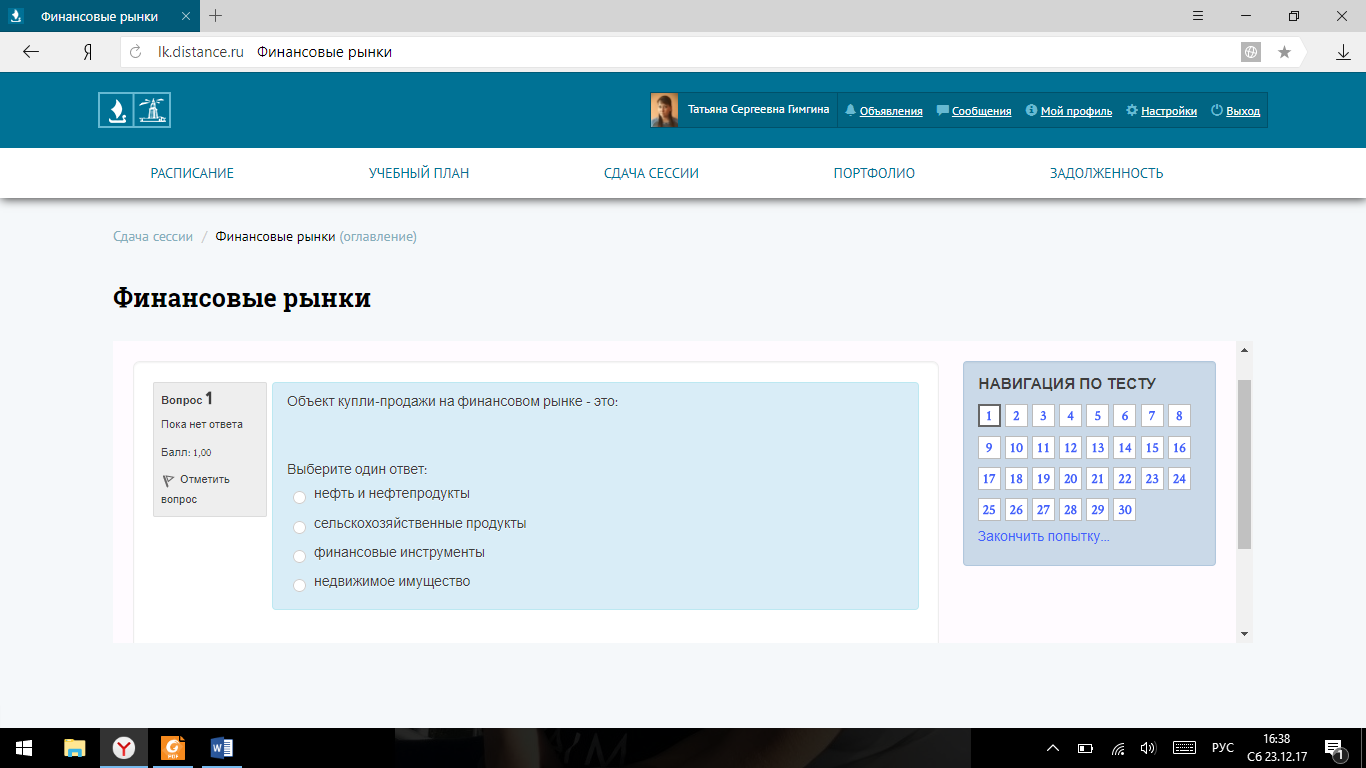 Финансовые рынки
Я
lk.distance.ru Финансовые рынки
Татьяна Сергеевна Гимгина Объявления Сообщения Мой профиль Настройки Выход
РАСПИСАНИЕ УЧЕБНЫЙ ПЛАН СДАЧА СЕССИИ ПОРТФОЛИО ЗАДОЛЖЕННОСТЬ
Сдача сессии / Финансовые рынки (оглавление)
Финансовые рынки
Вопрос 1
Пока нет ответа
Балл: 1,00
Отметить
вопрос
Объект купли-продажи на финансовом рынке - это:
Выберите один ответ:
нефть и нефтепродукты
сельскохозяйственные продукты
финансовые инструменты
недвижимое имущество
НАВИГАЦИЯ ПО ТЕСТУ
1 2 3 4 5 6 7 8
9 10 11 12 13 14 15 16
17 18 19 20 21 22 23 24
25 26 27 28 29 30
Закончить попытку...
Y
G
PDF
W
РУС
16:38
Сб 23.12.17
1